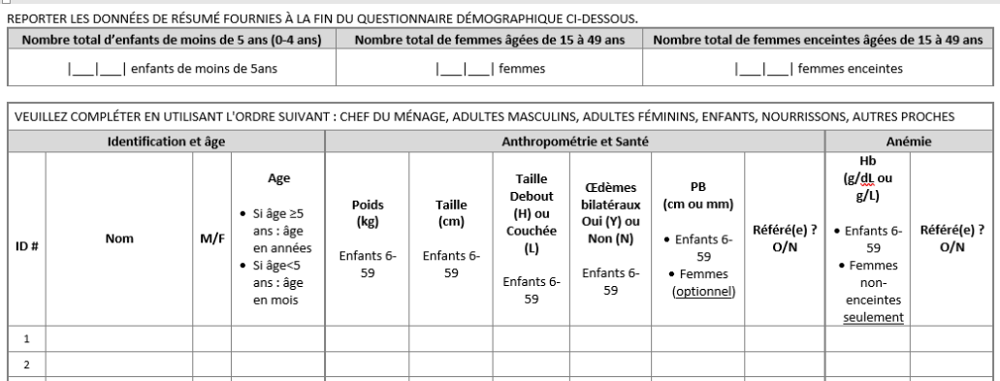 REPORTER LES DONNÉES DE RÉSUMÉ FOURNIES À LA FIN DU QUESTIONNAIRE DÉMOGRAPHIQUE CI-DESSOUS.
Nombre total d'enfants de moins de 5 ans (0-4 ans)
Nombre total de femmes âgées de 15 à 49 ans
Nombre total de femmes enceintes âgées de 15 à 49 ans
|___|___| enfants de moins de 5ans
|___|___| femmes
|___|___| femmes enceintes
VEUILLEZ COMPLÉTER EN UTILISANT L'ORDRE SUIVANT : CHEF DU MÉNAGE, ADULTES MASCULINS, ADULTES FÉMININS, ENFANTS, NOURRISSONS, AUTRES PROCHES
Identification et âge
Anthropométrie et Santé
Anémie
ID #
Nom
M/F
Age
• Si âge ≥5
ans : âge
en années
• Si âge<5
ans : âge
en mois
Poids
(kg)
Enfants 6-
59
Taille
(cm)
Enfants 6-
59
Taille
Debout
(H) ou
Couchée
(L)
Enfants 6-
59
Œdèmes
bilatéraux
Oui (Y) ou
Non (N)
Enfants 6-
59
PB
(cm ou mm)
• Enfants 6-
59
• Femmes
(optionnel)
Référé(e) ?
O/N
Hb
(g/dL ou
g/L)
• Enfants 6-
59
• Femmes
non-
enceintes
seulement
Référé(e) ?
O/N
1
2